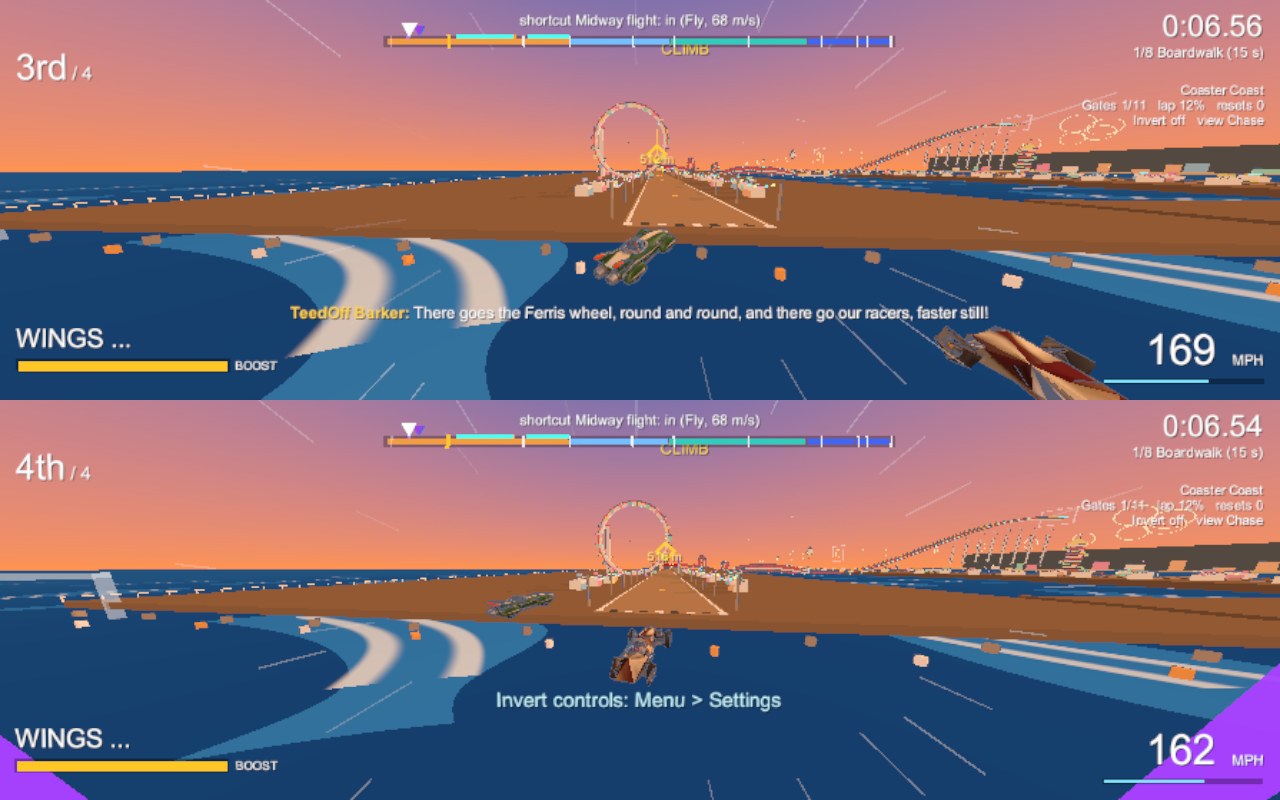 shortcut Midway flight: in (Fly, 68 m/s)
0:06.56
CLIMB
1/8 Boardwalk (15 s)
3rd / 4
Coaster Coast
Gates 1/11 lap 12% resets 0
Invert off view Chase
TeedOff Barker: There goes the Ferris wheel, round and round, and there go our racers, faster still!
WINGS ...
169 MPH
BOOST
shortcut Midway flight: in (Fly, 68 m/s)
0:06.54
CLIMB
1/8 Boardwalk (15 s)
4th / 4
Coaster Coast
Gates 1/11 lap 12% resets 0
Invert off view Chase
Invert controls: Menu > Settings
WINGS ...
162 MPH
BOOST